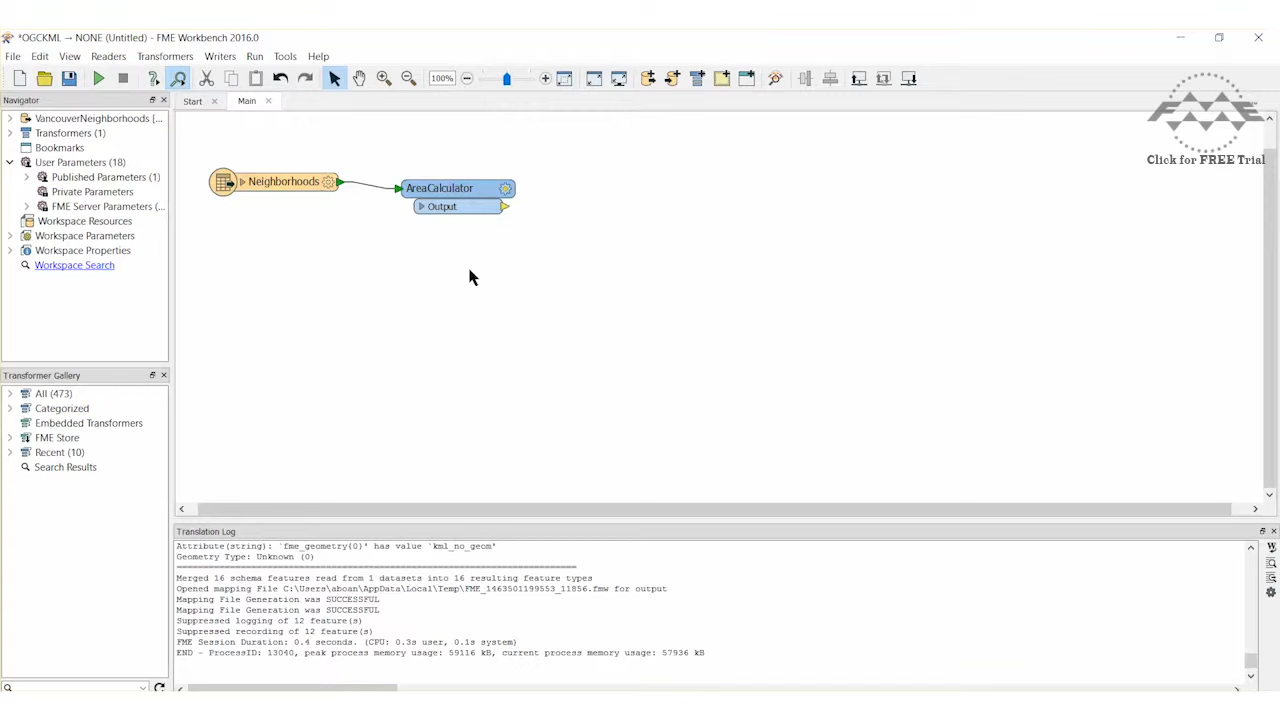 *OGCKML → NONE (Untitled) - FME Workbench 2016.0
File Edit View Readers Transformers Writers Run Tools Help
100%
Navigator
Start
Main
VancouverNeighborhoods [...
Transformers (1)
Bookmarks
User Parameters (18)
Published Parameters (1)
Private Parameters
FME Server Parameters (...
Workspace Resources
Workspace Parameters
Workspace Properties
Workspace Search
Neighborhoods
AreaCalculator
Output
FME
Click for FREE Trial
Transformer Gallery
All (473)
Categorized
Embedded Transformers
FME Store
Recent (10)
Search Results
Translation Log
Attribute(string): `fme_geometry{0}' has value `kml_no_geom'
Geometry Type: Unknown (0)
================================================================
Merged 16 schema features read from 1 datasets into 16 resulting feature types
Opened mapping File C:\Users\aboan\AppData\Local\Temp\FME_1463501199553_11856.fmw for output
Mapping File Generation was SUCCESSFUL
Mapping File Generation was SUCCESSFUL
Suppressed logging of 12 feature(s)
Suppressed recording of 12 feature(s)
FME Session Duration: 0.4 seconds. (CPU: 0.3s user, 0.1s system)
END - ProcessID: 13040, peak process memory usage: 59116 kB, current process memory usage: 57936 kB